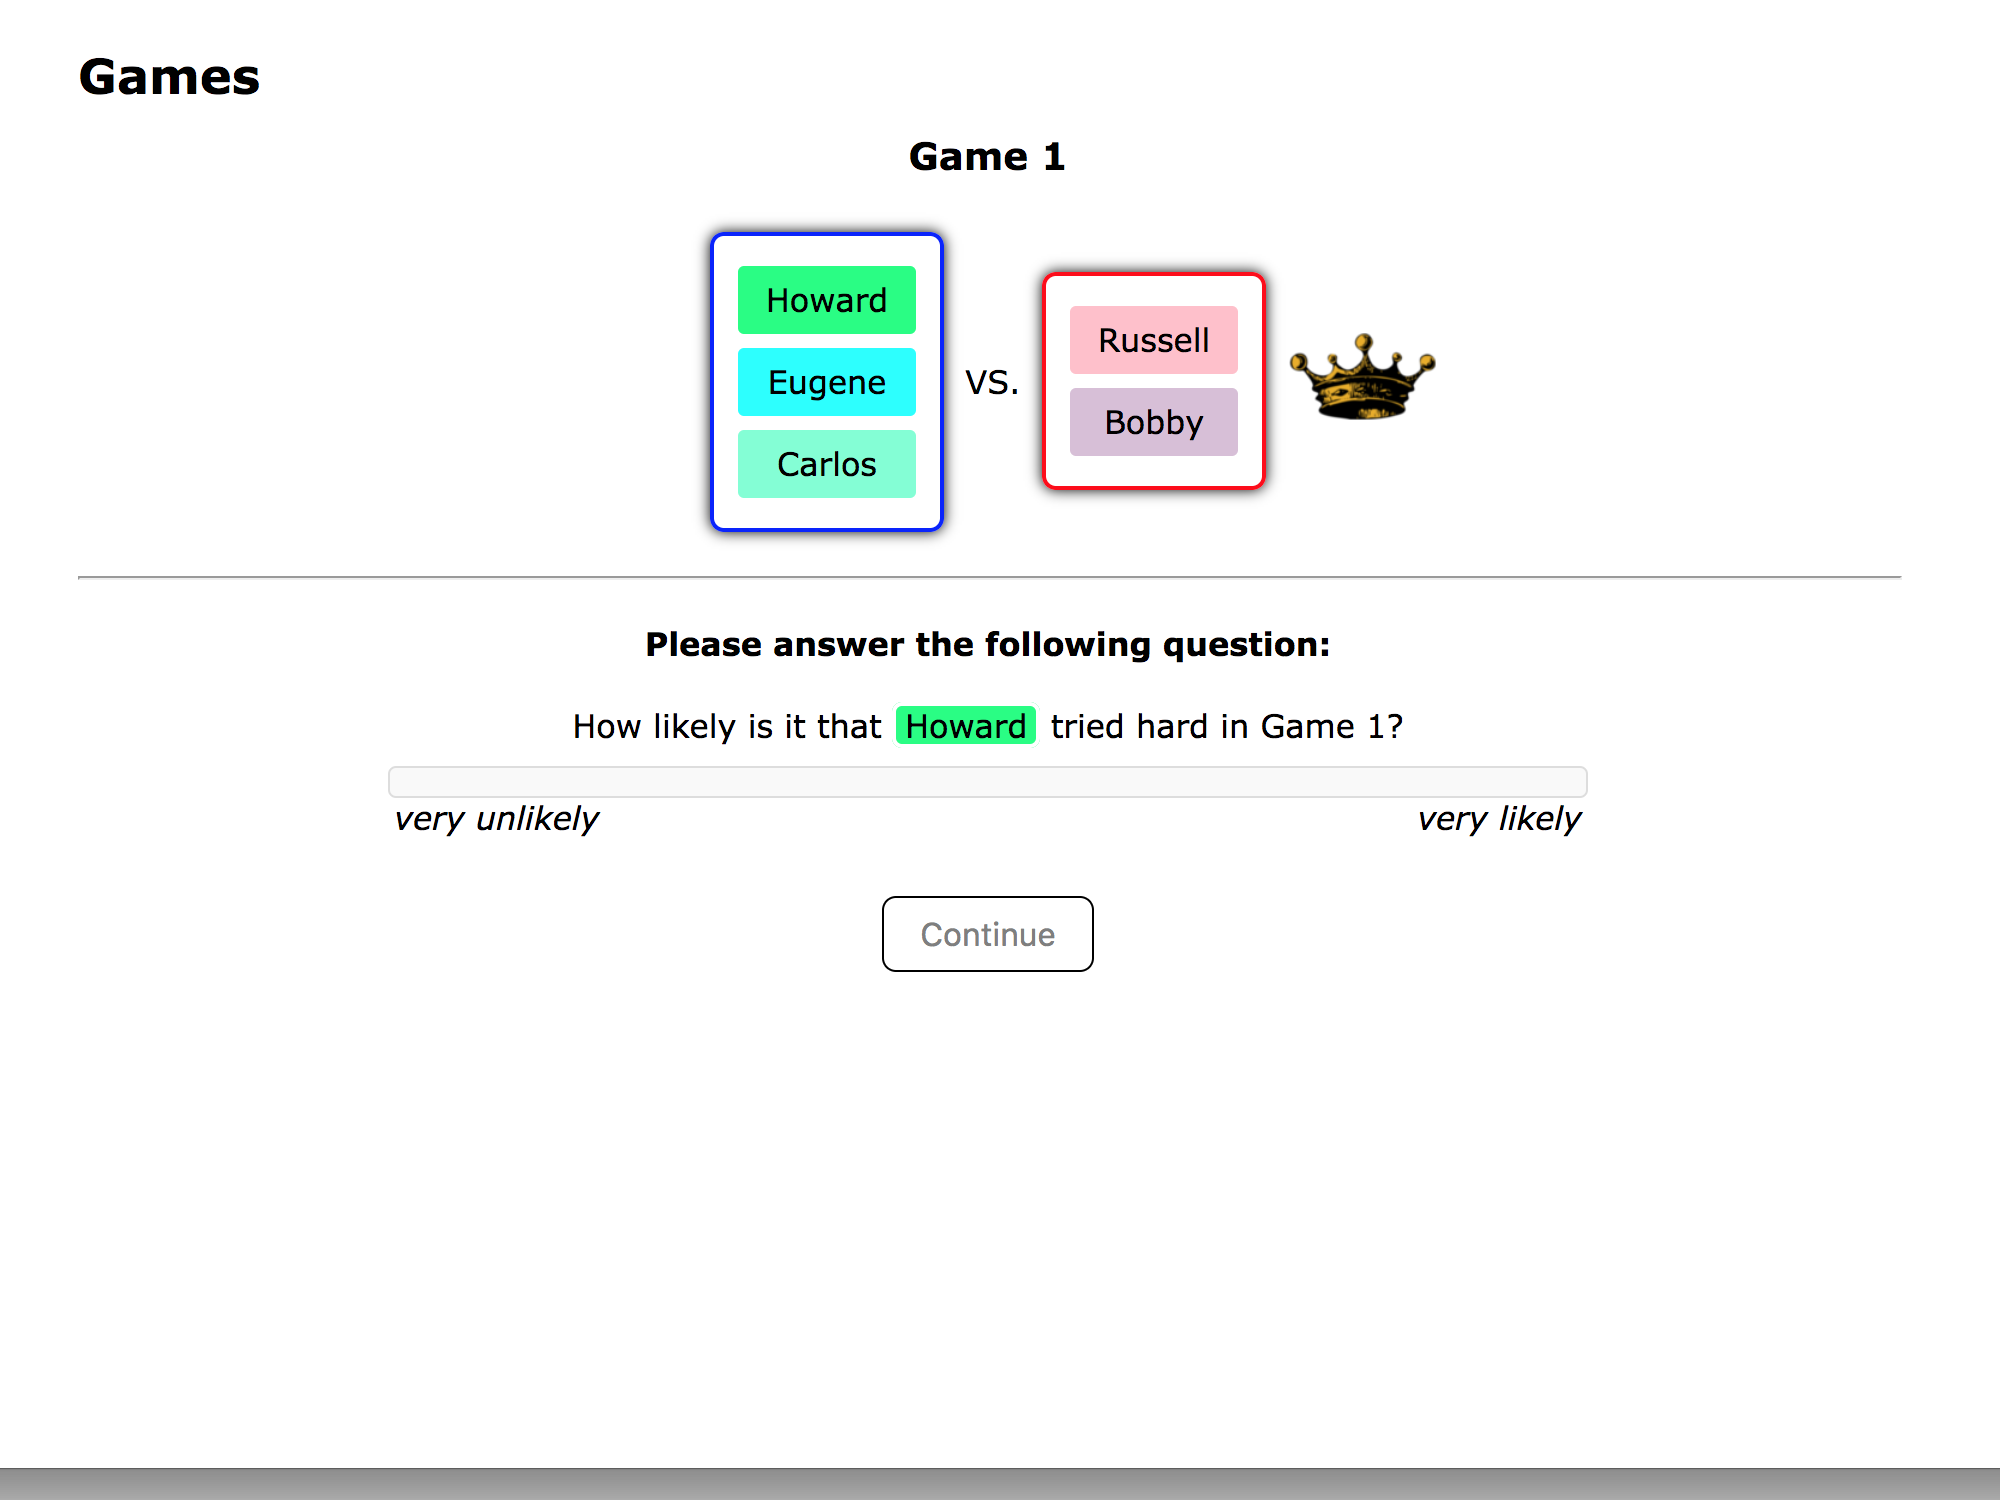 Games
Game 1
Howard
Eugene
Carlos
VS.
Russell
Bobby
Please answer the following question:
How likely is it that Howard tried hard in Game 1?
very unlikely
very likely
Continue